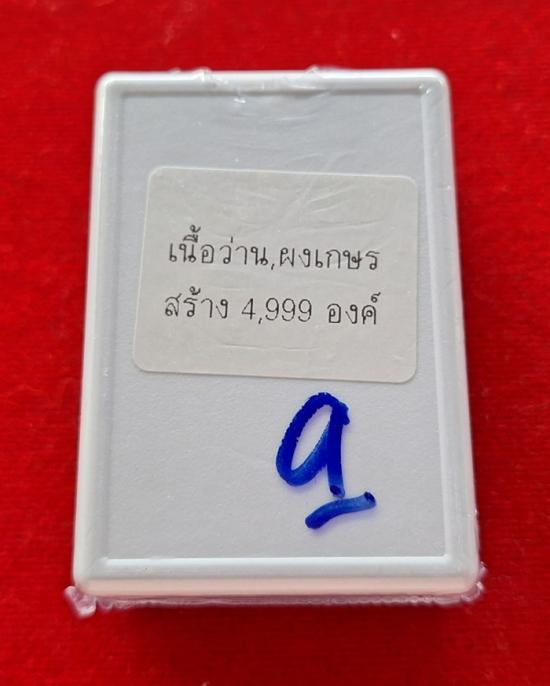 เนื้อว่าน,ผงเกษร
สร้าง 4,999 องค์